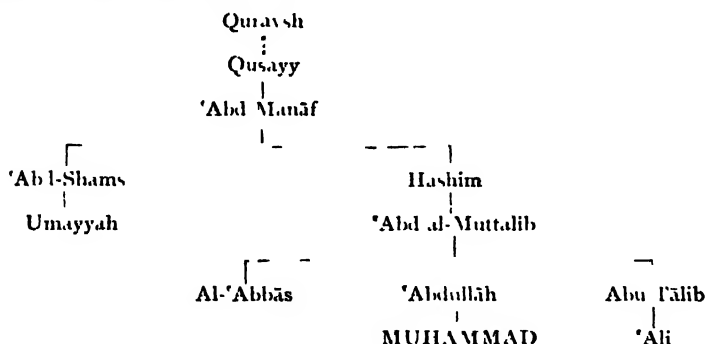 Quraysh
Qusayy
‘Abd Manāf
‘Abd-Shams Hashim
Umayyah ‘Abd al-Muttalib
Al-‘Abbās ‘Abdullāh Abu Tālib
MUHAMMAD ‘Ali